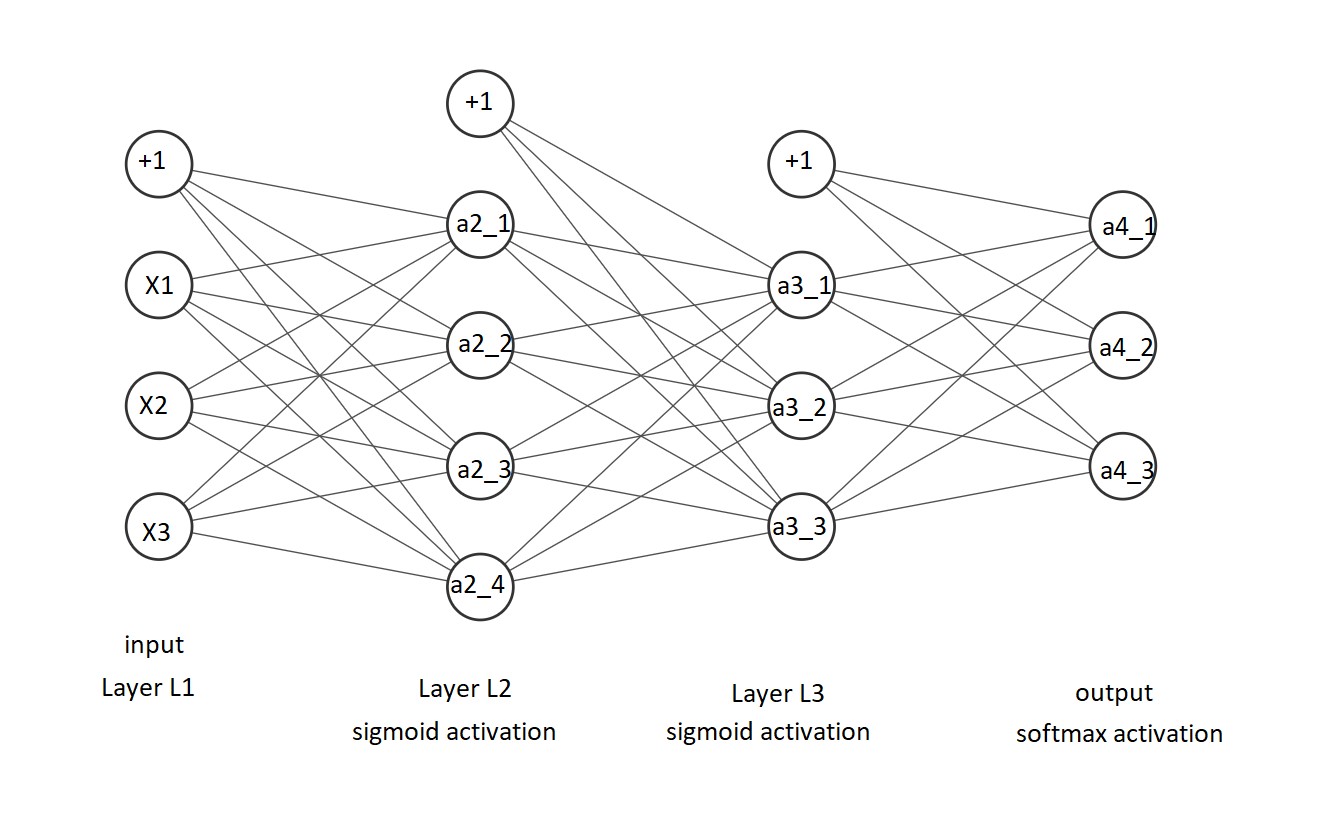 +1
X1
X2
X3
input
Layer L1
+1
a2_1
a2_2
a2_3
a2_4
Layer L2
sigmoid activation
+1
a3_1
a3_2
a3_3
Layer L3
sigmoid activation
a4_1
a4_2
a4_3
output
softmax activation